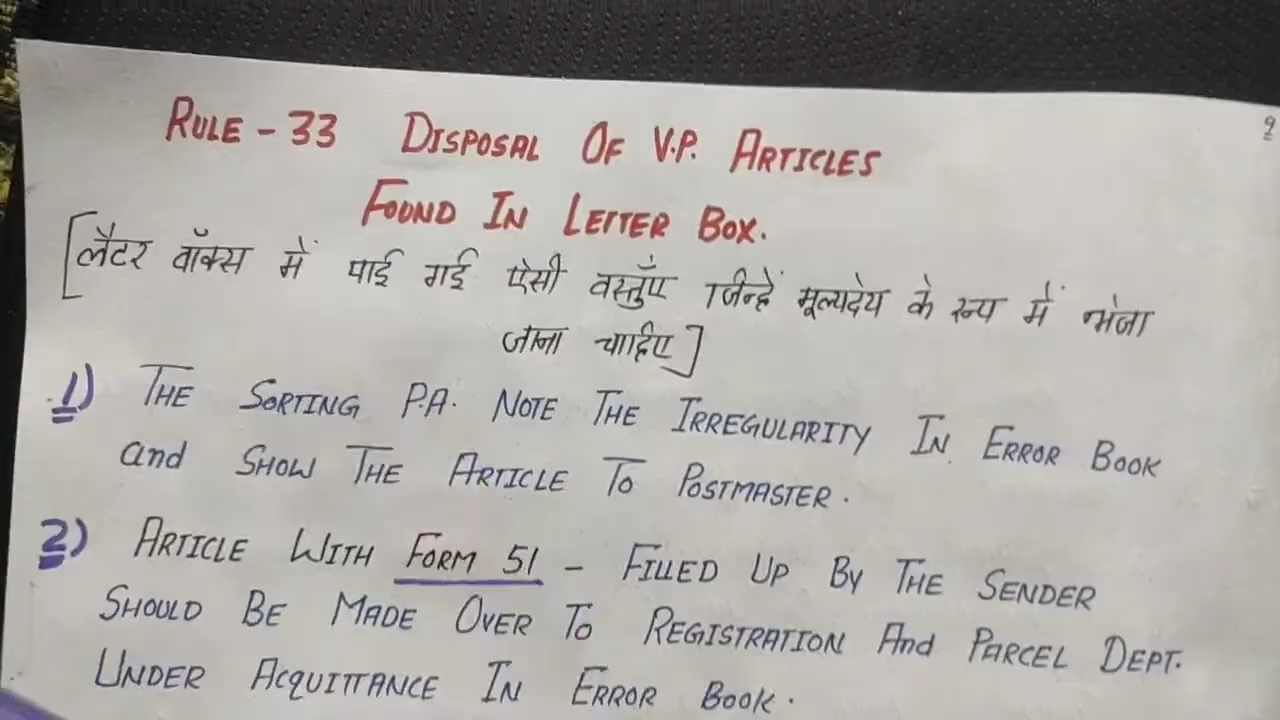 RULE - 33 DISPOSAL OF V.P. ARTICLES
FOUND IN LETTER BOX.
[लैटर वॉक्स में पाई गई ऐसी वस्तुएँ जिन्हें मूल्यदेय के रूप में भेजा
जाना चाहिए]
1) THE SORTING P.A. NOTE THE IRREGULARITY IN ERROR BOOK
and SHOW THE ARTICLE TO POSTMASTER.
2) ARTICLE WITH FORM 51 - FILLED UP BY THE SENDER
SHOULD BE MADE OVER TO REGISTRATION And PARCEL DEPT.
UNDER ACQUITTANCE IN ERROR BOOK.